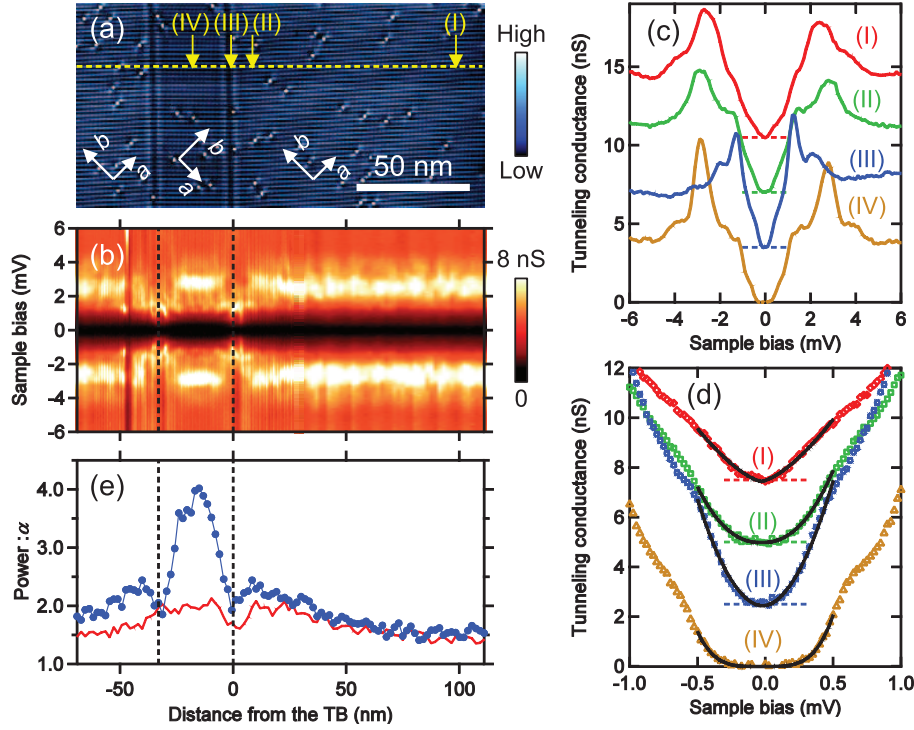 (a)
(IV) (III) (II) (I)
b
a
b
a
b
a
50 nm
High
Low
(b)
Sample bias (mV)
6
4
2
0
-2
-4
-6
8 nS
0
(e)
Power: α
4.0
3.0
2.0
1.0
-50 0 50 100
Distance from the TB (nm)
(c)
Tunneling conductance (nS)
15
10
5
0
(I)
(II)
(III)
(IV)
-6 -4 -2 0 2 4 6
Sample bias (mV)
(d)
Tunneling conductance (nS)
12
10
8
6
4
2
0
(I)
(II)
(III)
(IV)
-1.0 -0.5 0.0 0.5 1.0
Sample bias (mV)